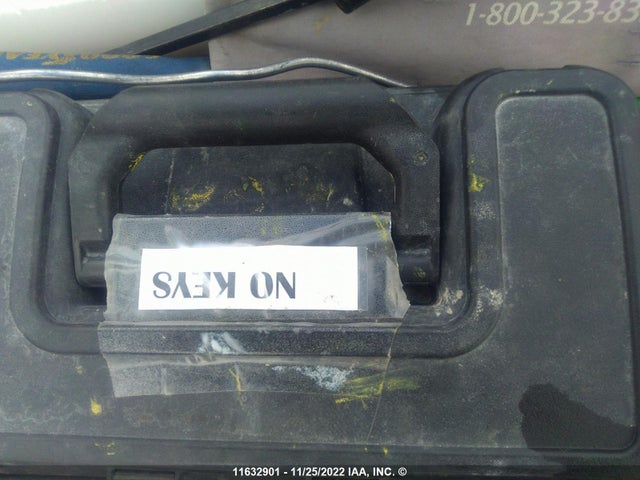 1-800-323-83
NO KEYS
11632901 - 11/25/2022 IAA, INC. ©